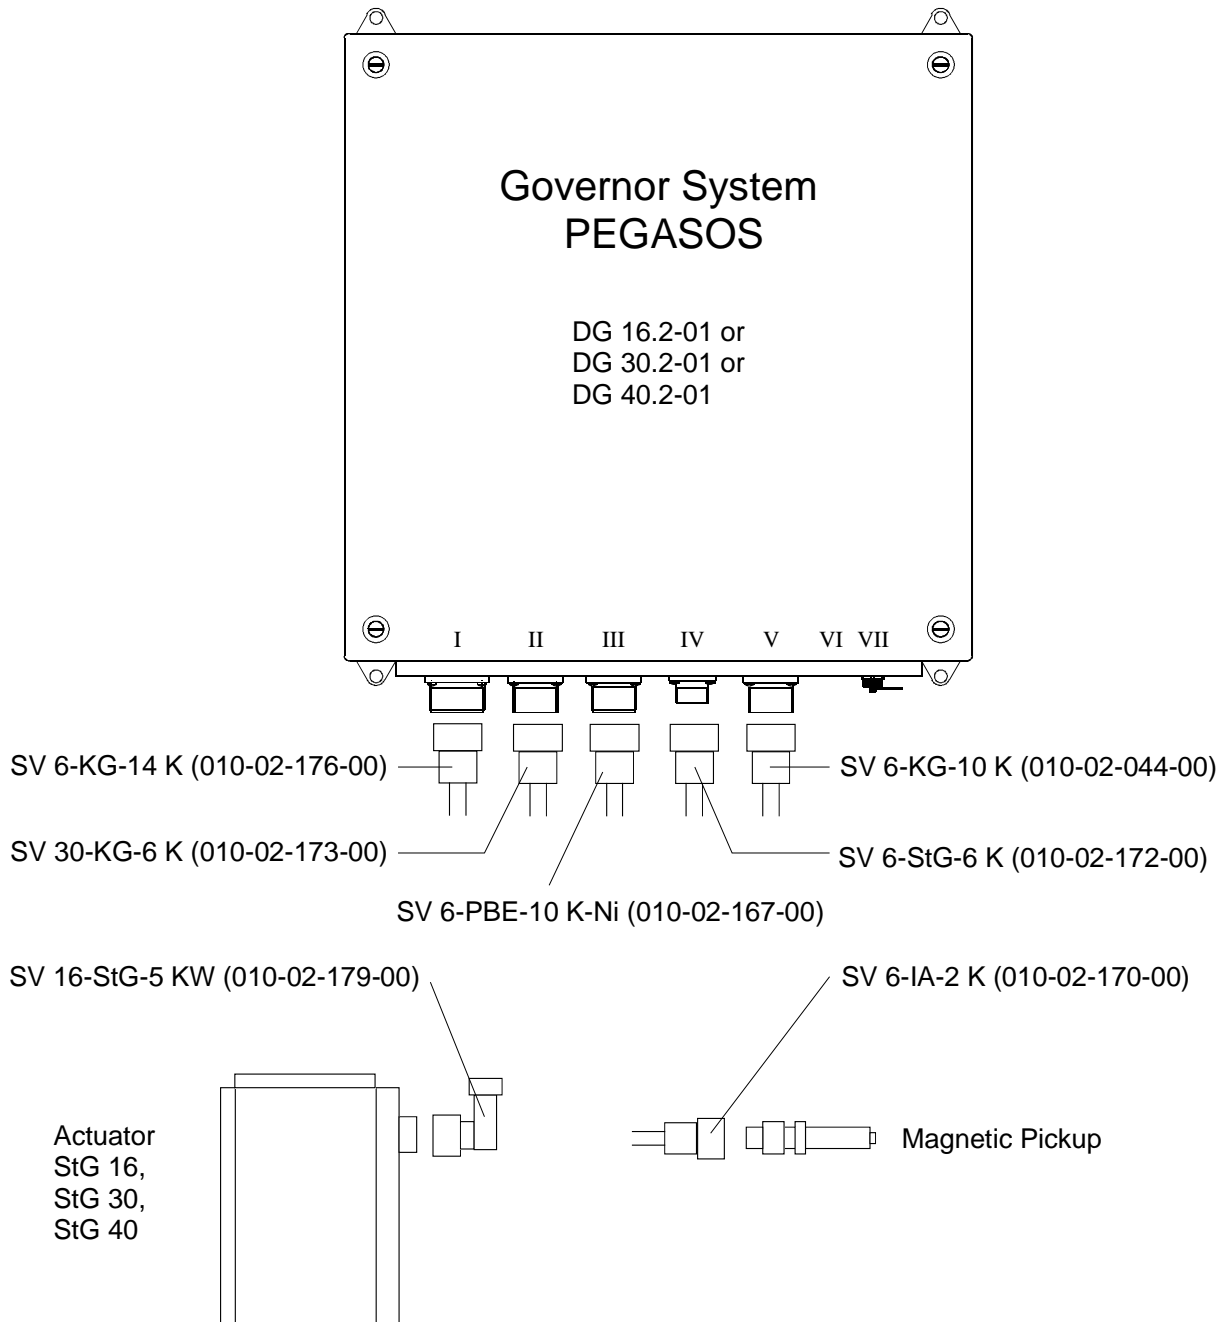 Governor System
PEGASOS
DG 16.2-01 or
DG 30.2-01 or
DG 40.2-01
I II III IV V VI VII
SV 6-KG-14 K (010-02-176-00)
SV 6-KG-10 K (010-02-044-00)
SV 30-KG-6 K (010-02-173-00)
SV 6-StG-6 K (010-02-172-00)
SV 6-PBE-10 K-Ni (010-02-167-00)
SV 16-StG-5 KW (010-02-179-00)
SV 6-IA-2 K (010-02-170-00)
Actuator
StG 16,
StG 30,
StG 40
Magnetic Pickup